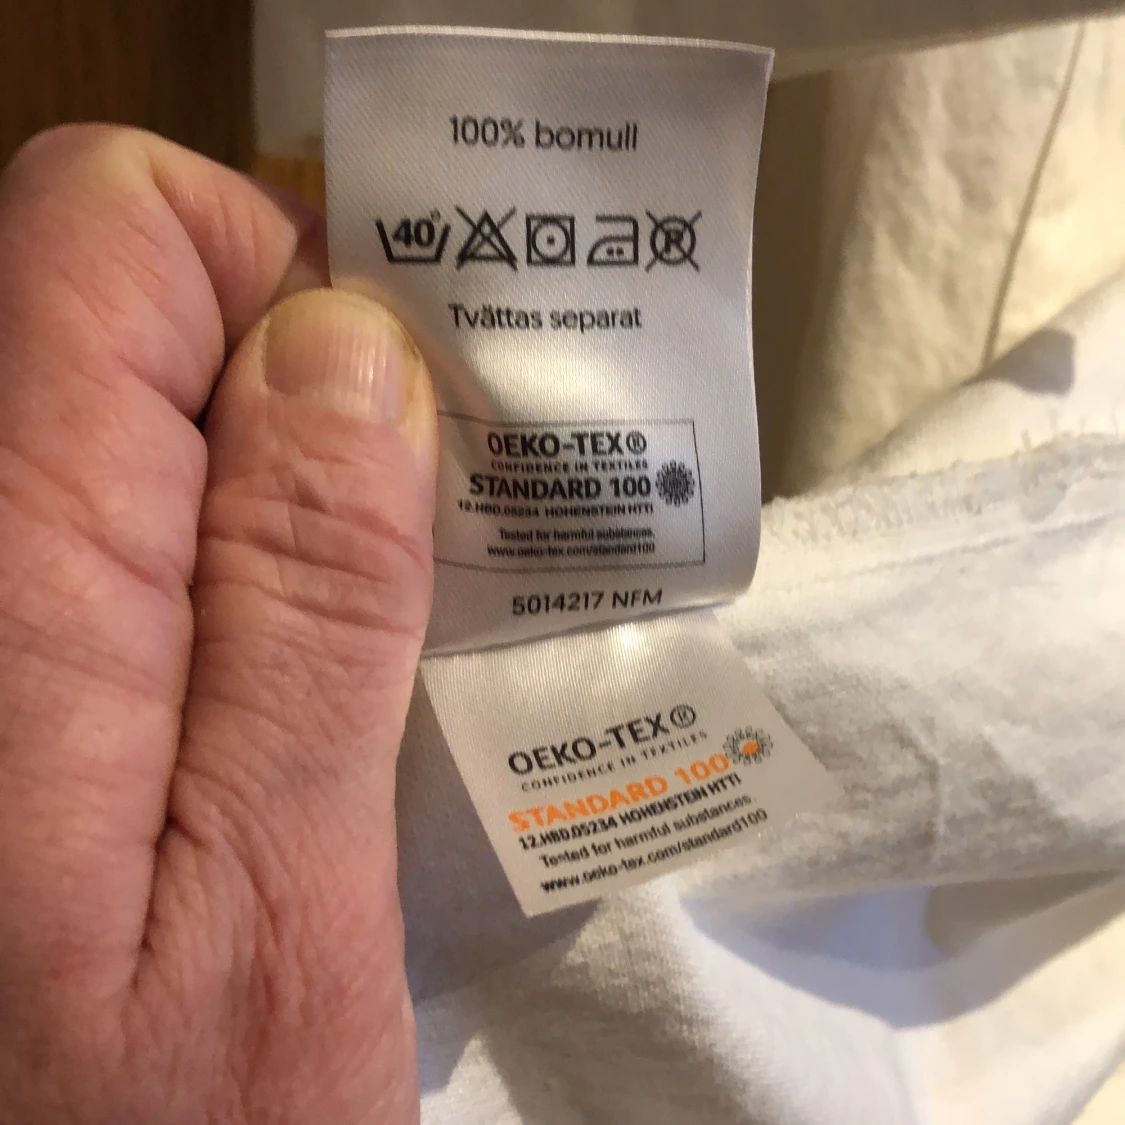 100% bomull
40°
R
Tvättas separat
OEKO-TEX®
CONFIDENCE IN TEXTILES
STANDARD 100
12.HBD.05234 HOHENSTEIN HTTI
Tested for harmful substances.
www.oeko-tex.com/standard100
5014217 NFM
OEKO-TEX®
CONFIDENCE IN TEXTILES
STANDARD 100
12.HBD.05234 HOHENSTEIN HTTI
Tested for harmful substances.
www.oeko-tex.com/standard100